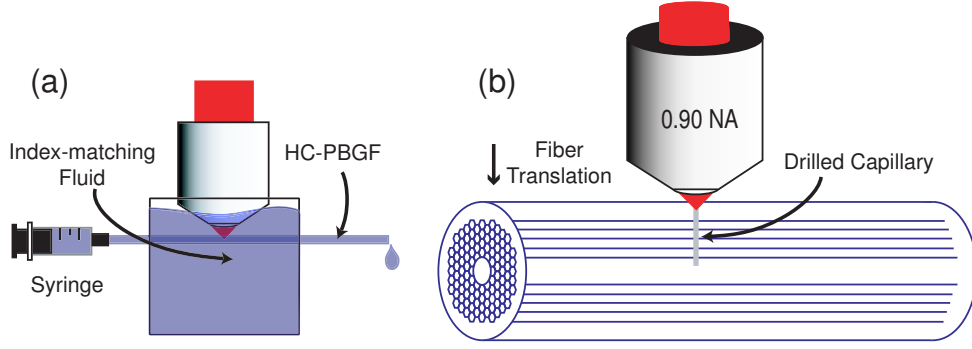 (a)
Index-matching
Fluid
HC-PBGF
Syringe
(b)
0.90 NA
Fiber
Translation
Drilled Capillary